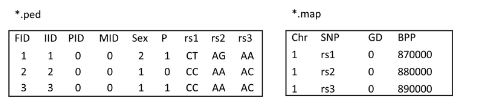 *.ped
FID IID PID MID Sex P rs1 rs2 rs3
1 1 0 0 2 1 CT AG AA
2 2 0 0 1 0 CC AA AC
3 3 0 0 1 1 CC AA AC
*.map
Chr SNP GD BPP
1 rs1 0 870000
1 rs2 0 880000
1 rs3 0 890000